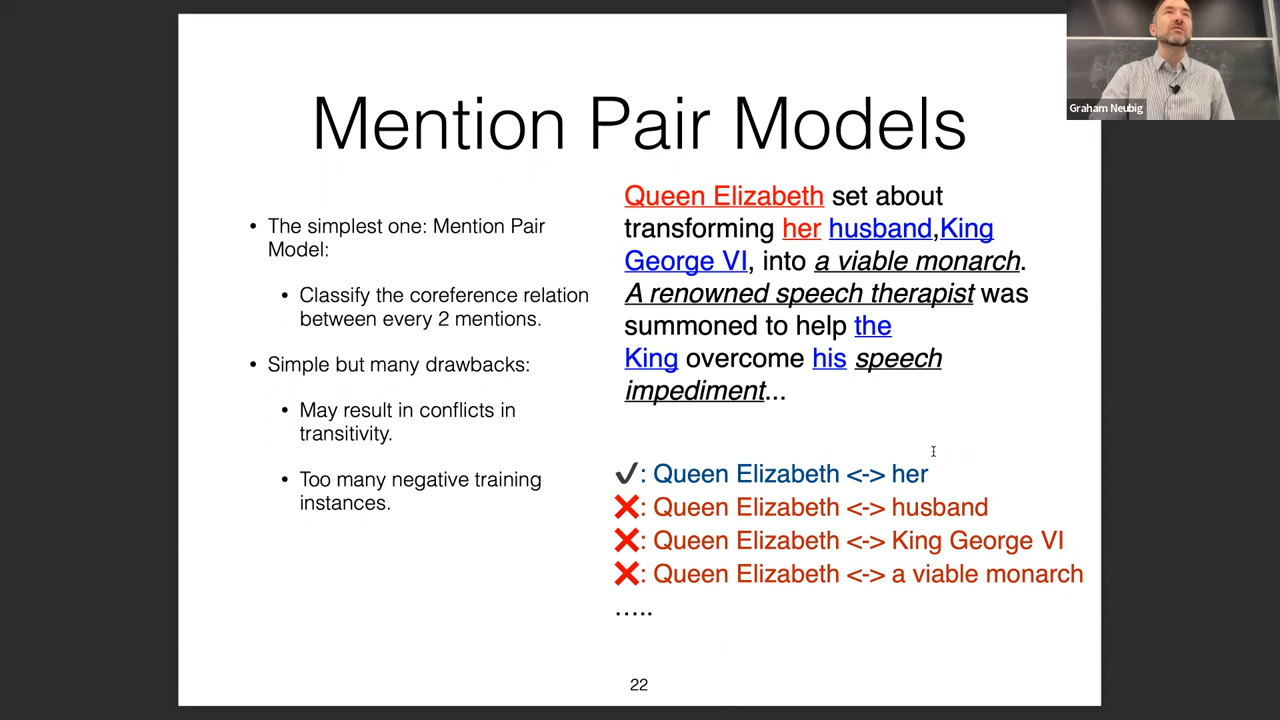 Mention Pair Models
• The simplest one: Mention Pair
Model:
• Classify the coreference relation
between every 2 mentions.
• Simple but many drawbacks:
• May result in conflicts in
transitivity.
• Too many negative training
instances.
Queen Elizabeth set about
transforming her husband,King
George VI, into a viable monarch.
A renowned speech therapist was
summoned to help the
King overcome his speech
impediment...
✔: Queen Elizabeth <-> her
❌: Queen Elizabeth <-> husband
❌: Queen Elizabeth <-> King George VI
❌: Queen Elizabeth <-> a viable monarch
.....
22
Graham Neubig